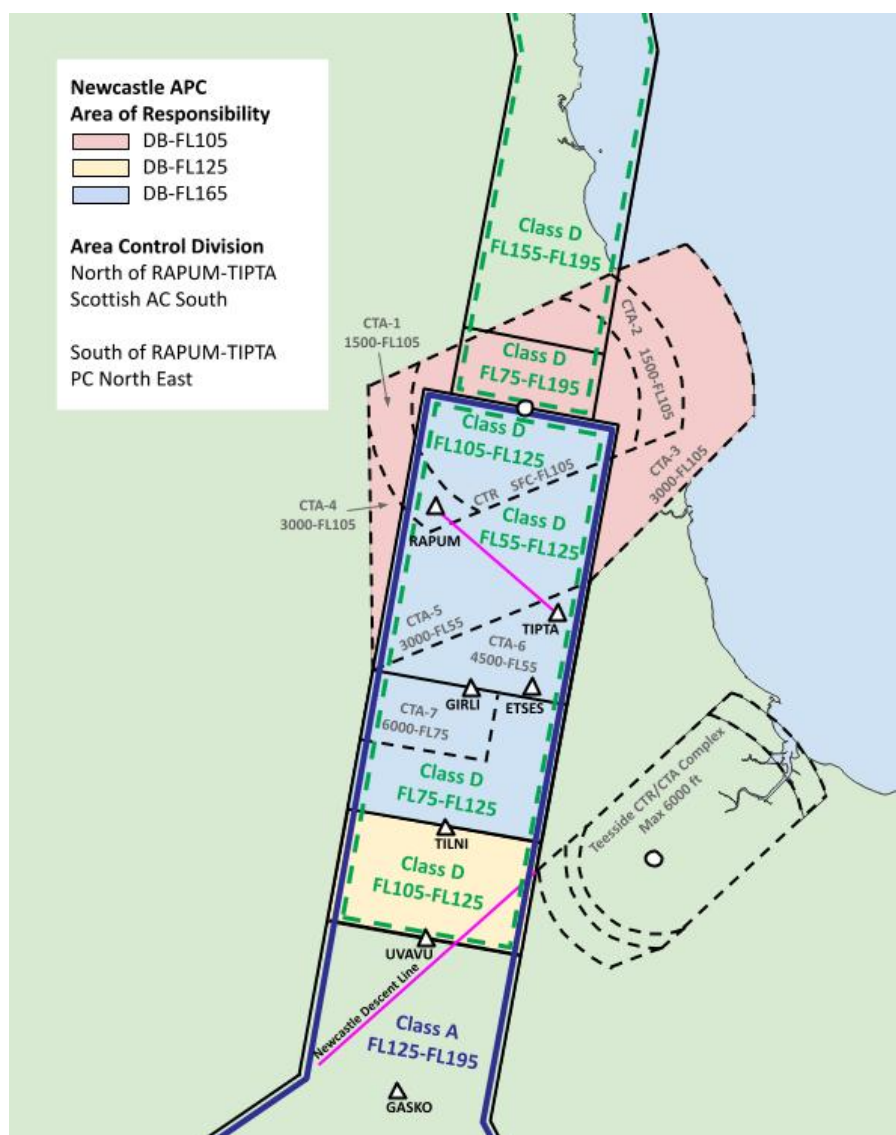 Newcastle APC
Area of Responsibility
DB-FL105
DB-FL125
DB-FL165
Area Control Division
North of RAPUM-TIPTA
Scottish AC South
South of RAPUM-TIPTA
PC North East
Class D
FL155-FL195
CTA-1
1500-FL105
CTA-2
1500-FL105
Class D
FL75-FL195
Class D
FL105-FL125
CTA-3
3000-FL105
CTR SFC-FL105
CTA-4
3000-FL105
RAPUM
Class D
FL55-FL125
TIPTA
CTA-5
3000-FL55
CTA-6
4500-FL55
GIRLI
ETSES
CTA-7
6000-FL75
Class D
FL75-FL125
TILNI
Teesside CTR/CTA Complex
Max 6000 ft
Class D
FL105-FL125
UVAVU
Newcastle Descent Line
Class A
FL125-FL195
GASKO